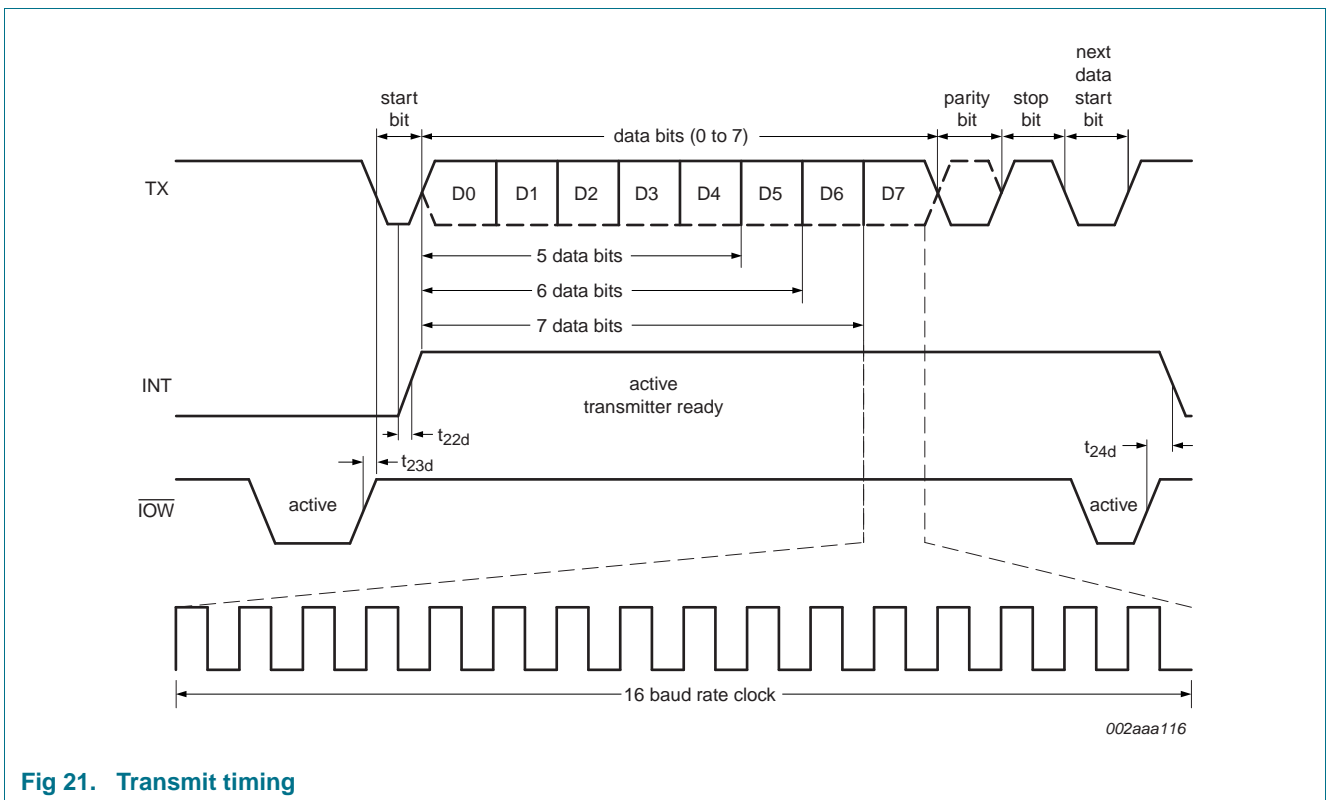 next
data
start
bit
start
bit
parity
bit
stop
bit
data bits (0 to 7)
TX
D0 D1 D2 D3 D4 D5 D6 D7
5 data bits
6 data bits
7 data bits
INT
active
transmitter ready
t22d
t23d
t24d
IOW
active
active
16 baud rate clock
002aaa116
Fig 21. Transmit timing